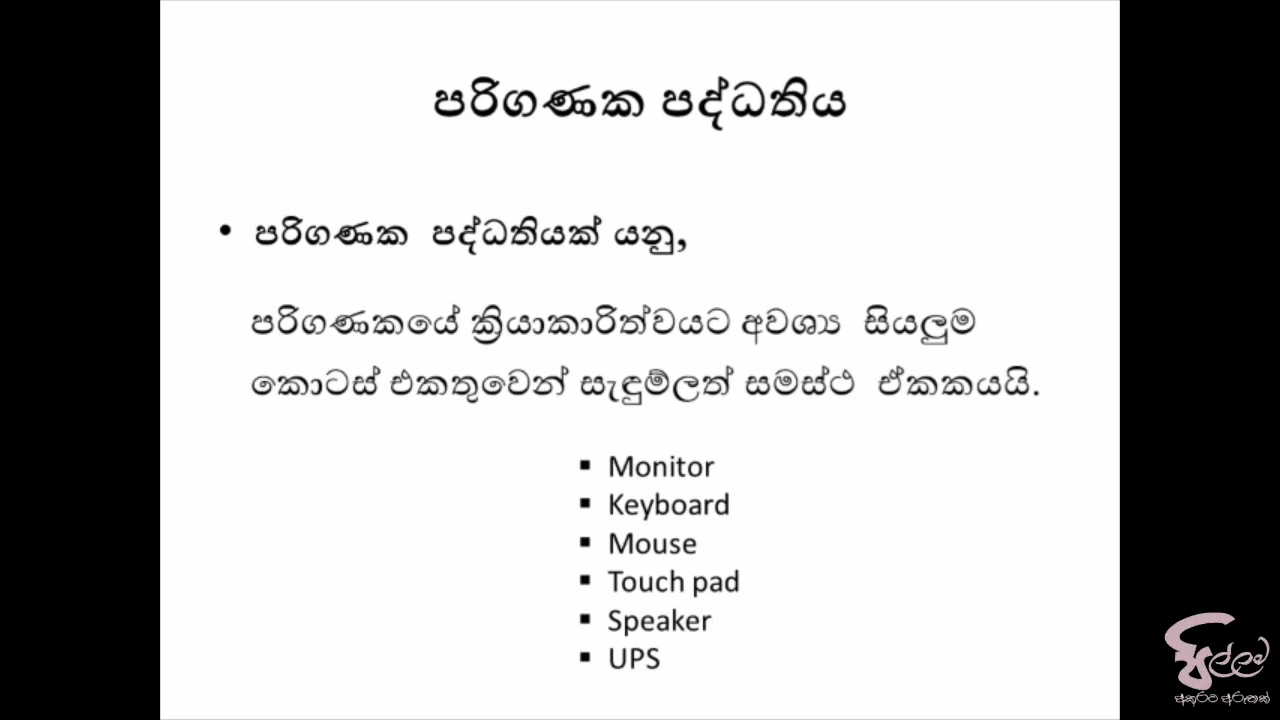 පරිගණක පද්ධතිය
• පරිගණක පද්ධතියක් යනු,
පරිගණකයේ ක්‍රියාකාරිත්වයට අවශ්‍ය සියලුම
කොටස් එකතුවෙන් සැඳුම්ලත් සමස්ථ ඒකකයයි.
▪ Monitor
▪ Keyboard
▪ Mouse
▪ Touch pad
▪ Speaker
▪ UPS